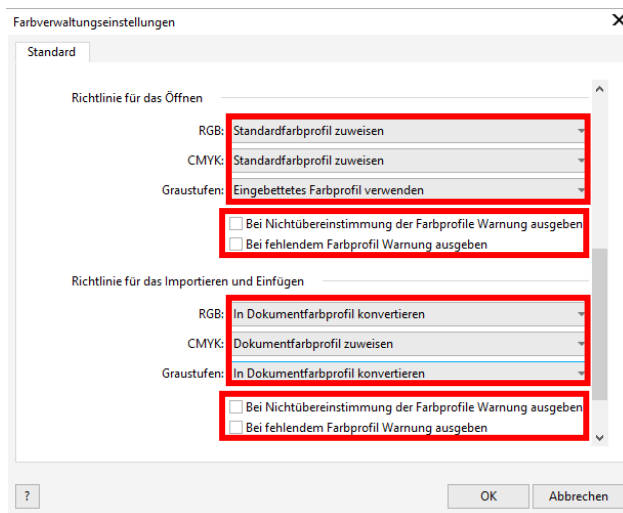 Farbverwaltungseinstellungen
Standard
Richtlinie für das Öffnen
RGB: Standardfarbprofil zuweisen
CMYK: Standardfarbprofil zuweisen
Graustufen: Eingebettetes Farbprofil verwenden
Bei Nichtübereinstimmung der Farbprofile Warnung ausgeben
Bei fehlendem Farbprofil Warnung ausgeben
Richtlinie für das Importieren und Einfügen
RGB: In Dokumentfarbprofil konvertieren
CMYK: Dokumentfarbprofil zuweisen
Graustufen: In Dokumentfarbprofil konvertieren
Bei Nichtübereinstimmung der Farbprofile Warnung ausgeben
Bei fehlendem Farbprofil Warnung ausgeben
? OK Abbrechen